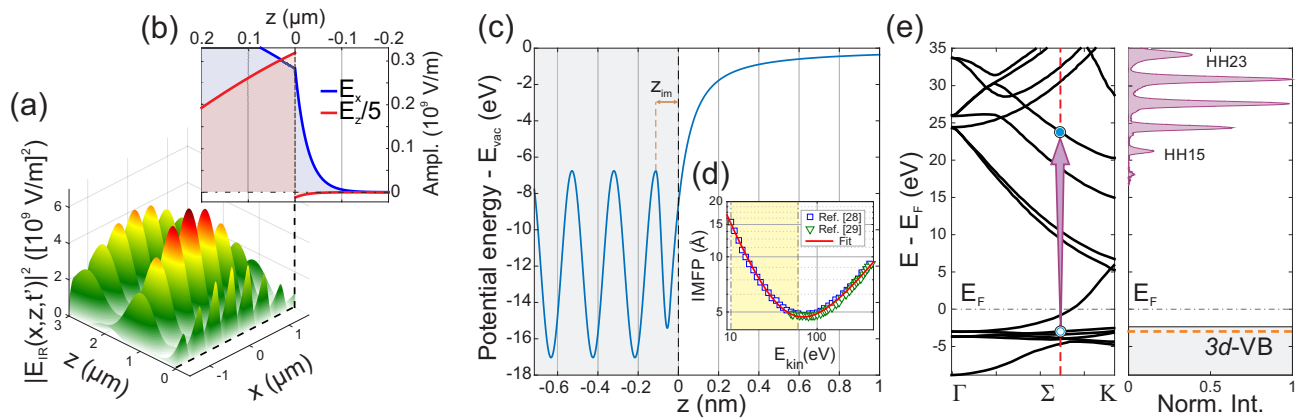 (a)
|E_IR(x,z,t')|² ([10⁹ V/m]²)
6
4
2
0
3
2
1
0
z (µm)
-1
0
1
x (µm)
(b)
z (µm)
0.2 0.1 0 -0.1 -0.2
E_x
E_z/5
0.3
0.2
0.1
0
Ampl. (10⁹ V/m)
(c)
Potential energy - E_vac (eV)
0
-2
-4
-6
-8
-10
-12
-14
-16
-18
z_im
-0.6 -0.4 -0.2 0 0.2 0.4 0.6 0.8 1
z (nm)
(d)
IMFP (Å)
20
15
10
5
Ref. [28]
Ref. [29]
Fit
10 100
E_kin(eV)
(e)
E - E_F (eV)
35
30
25
20
15
10
5
0
-5
E_F
Γ Σ K
HH23
HH15
E_F
3d-VB
0 0.5 1
Norm. Int.